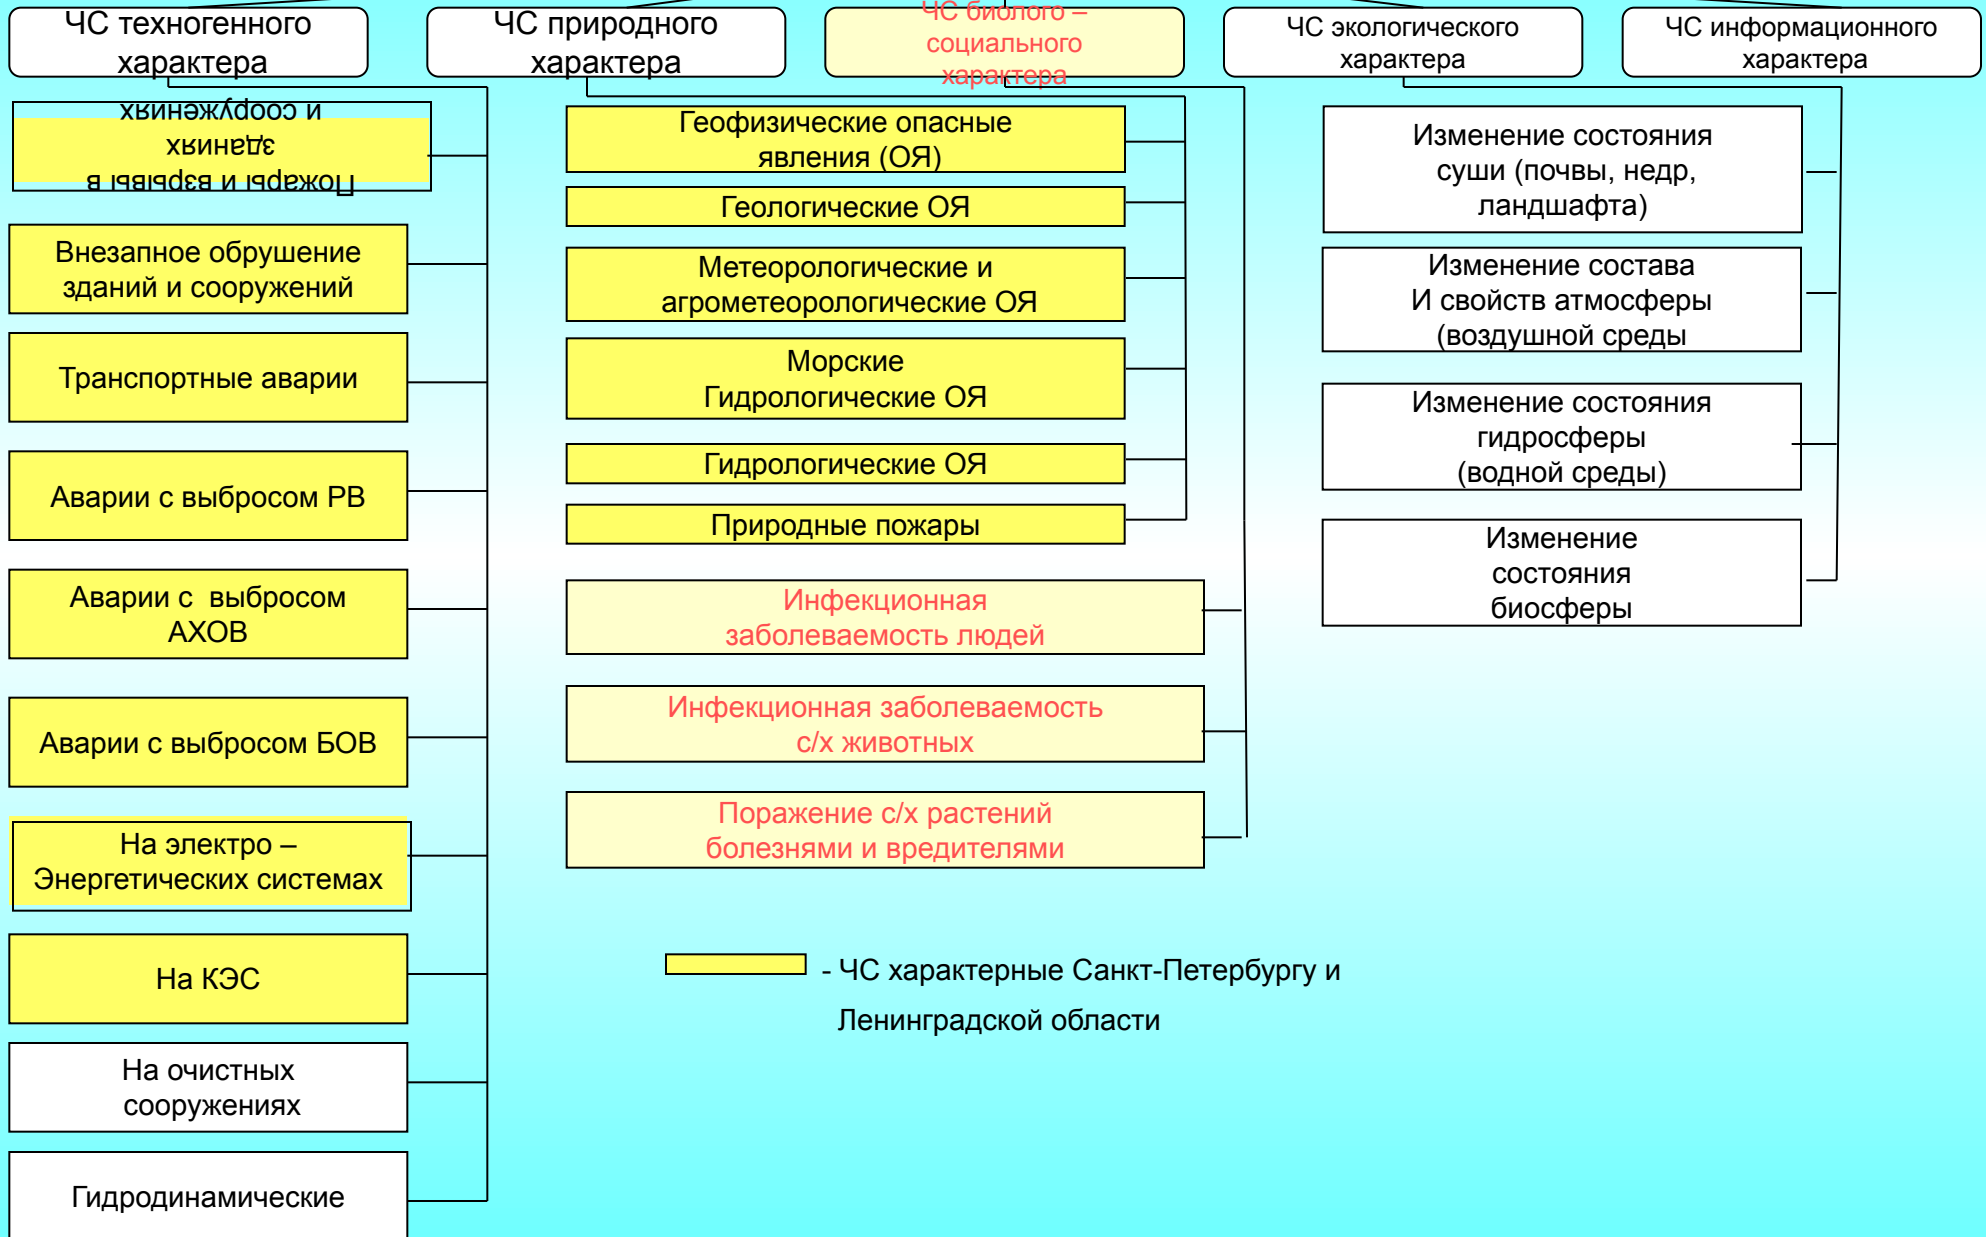 ЧС техногенного
характера
ЧС природного
характера
ЧС биолого –
социального
характера
ЧС экологического
характера
ЧС информационного
характера
Пожары и взрывы в
зданиях
и сооружениях
Внезапное обрушение
зданий и сооружений
Транспортные аварии
Аварии с выбросом РВ
Аварии с  выбросом
АХОВ
Аварии с выбросом БОВ
На электро –
Энергетических системах
На КЭС
На очистных
сооружениях
Гидродинамические
Геофизические опасные
явления (ОЯ)
Геологические ОЯ
Метеорологические и
агрометеорологические ОЯ
Морские
Гидрологические ОЯ
Гидрологические ОЯ
Природные пожары
Инфекционная
заболеваемость людей
Инфекционная заболеваемость
с/х животных
Поражение с/х растений
болезнями и вредителями
Изменение состояния
суши (почвы, недр,
ландшафта)
Изменение состава
И свойств атмосферы
(воздушной среды
Изменение состояния
гидросферы
(водной среды)
Изменение
состояния
биосферы
- ЧС характерные Санкт-Петербургу и
Ленинградской области